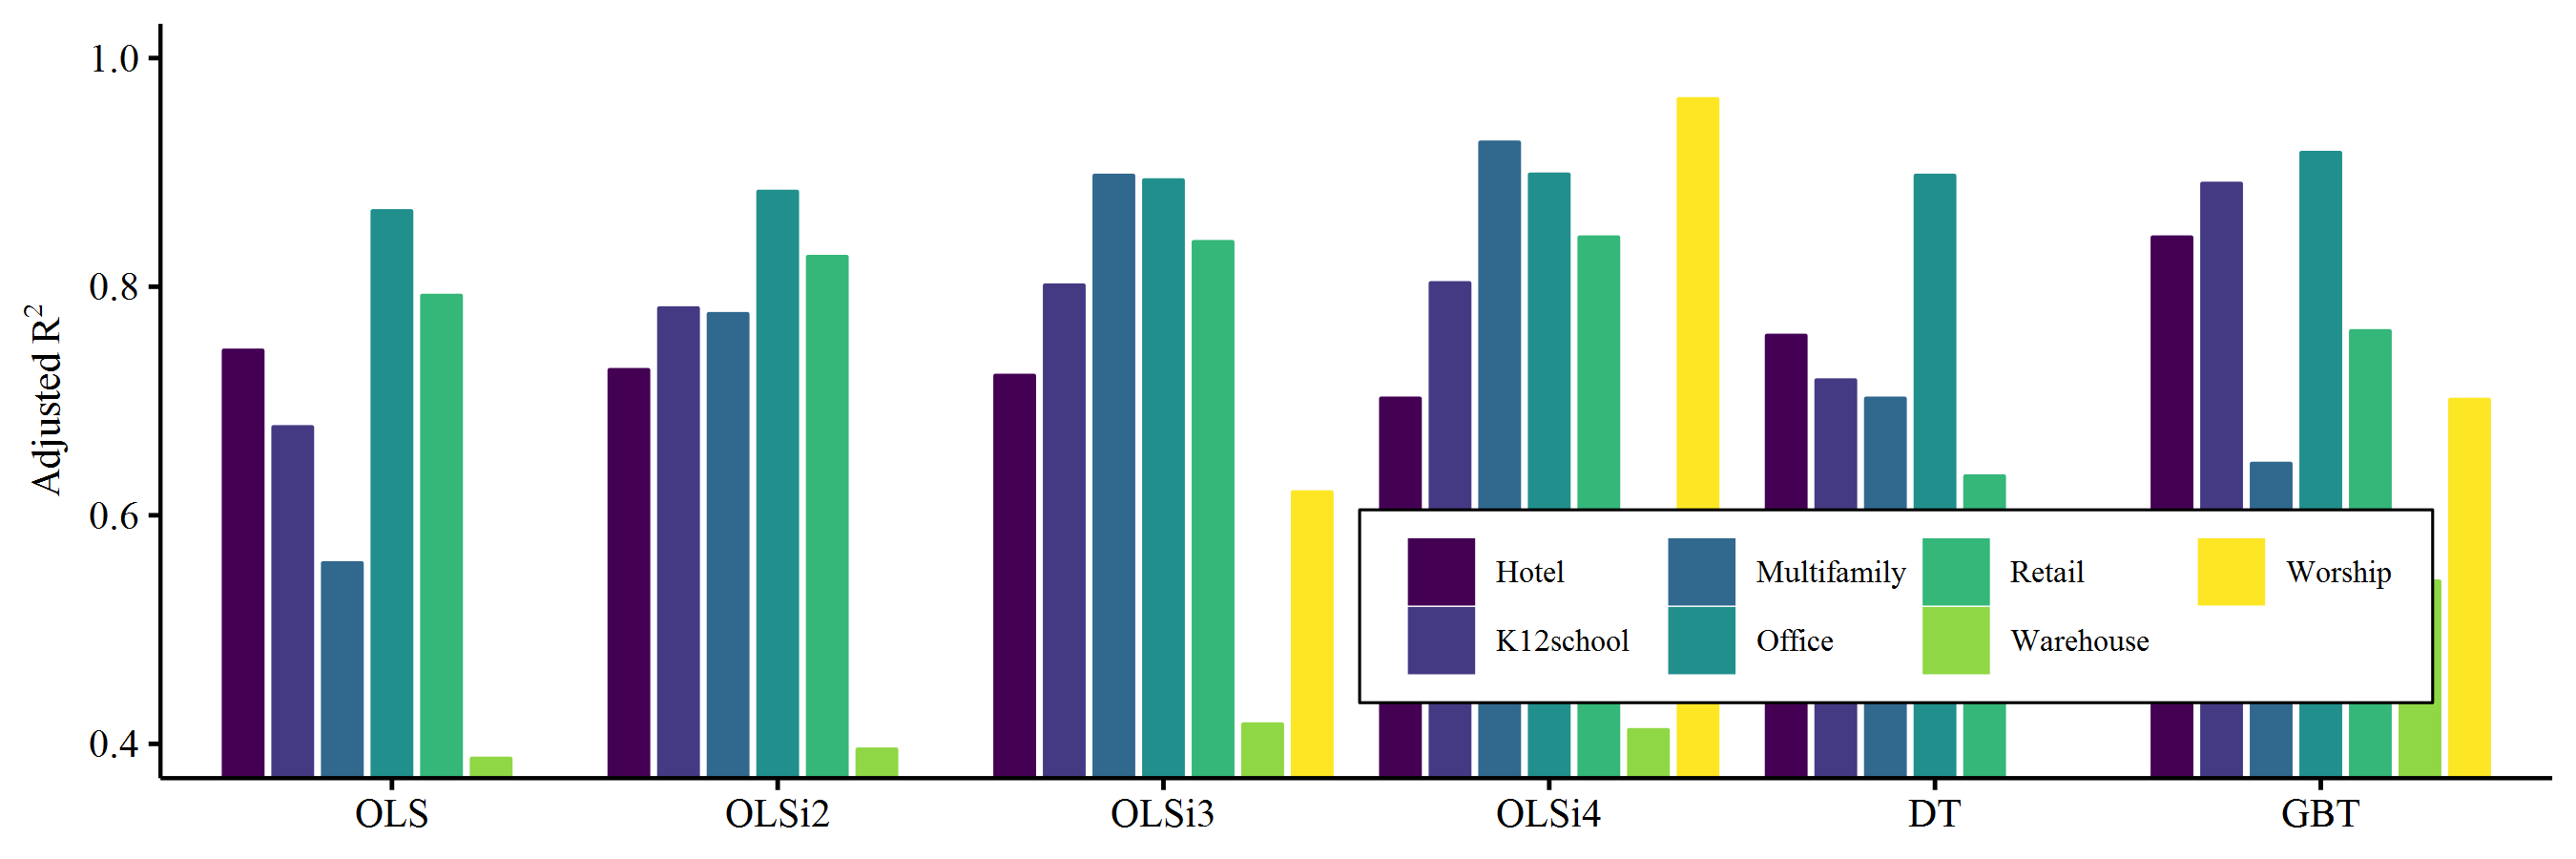 1.0
0.8
0.6
0.4
Adjusted R²
Hotel
Multifamily
Retail
Worship
K12school
Office
Warehouse
OLS
OLSi2
OLSi3
OLSi4
DT
GBT